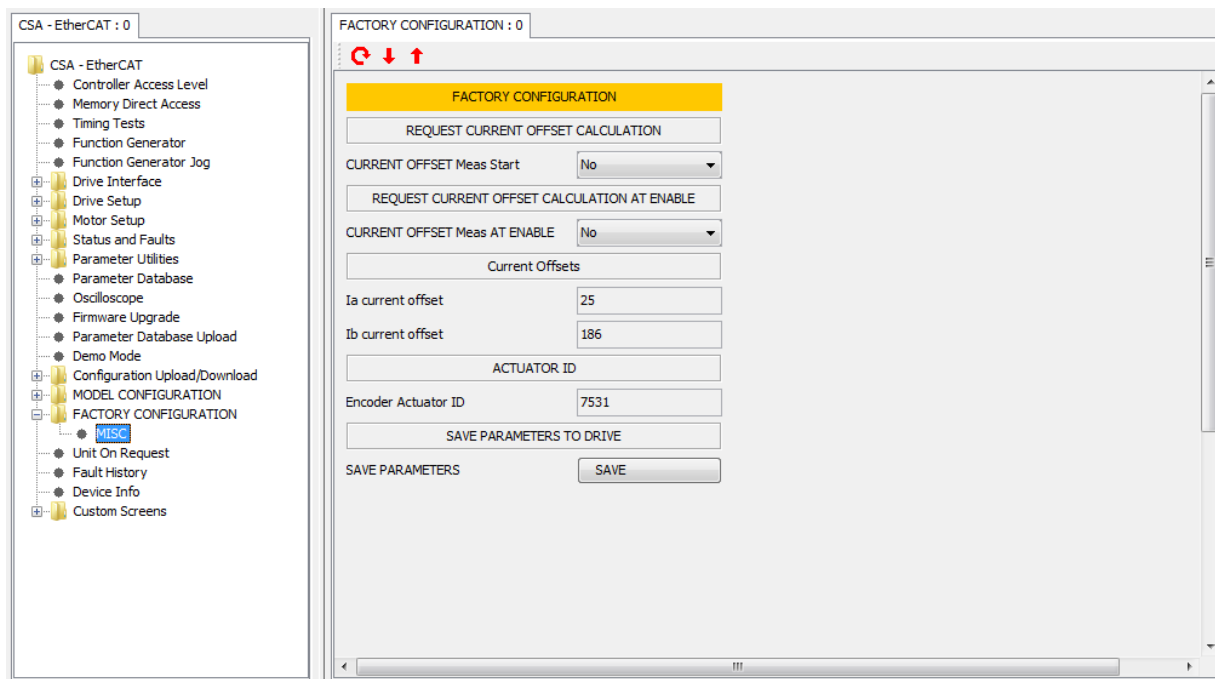 CSA - EtherCAT : 0
CSA - EtherCAT
Controller Access Level
Memory Direct Access
Timing Tests
Function Generator
Function Generator Jog
Drive Interface
Drive Setup
Motor Setup
Status and Faults
Parameter Utilities
Parameter Database
Oscilloscope
Firmware Upgrade
Parameter Database Upload
Demo Mode
Configuration Upload/Download
MODEL CONFIGURATION
FACTORY CONFIGURATION
MISC
Unit On Request
Fault History
Device Info
Custom Screens
FACTORY CONFIGURATION : 0
FACTORY CONFIGURATION
REQUEST CURRENT OFFSET CALCULATION
CURRENT OFFSET Meas Start No
REQUEST CURRENT OFFSET CALCULATION AT ENABLE
CURRENT OFFSET Meas AT ENABLE No
Current Offsets
Ia current offset 25
Ib current offset 186
ACTUATOR ID
Encoder Actuator ID 7531
SAVE PARAMETERS TO DRIVE
SAVE PARAMETERS SAVE